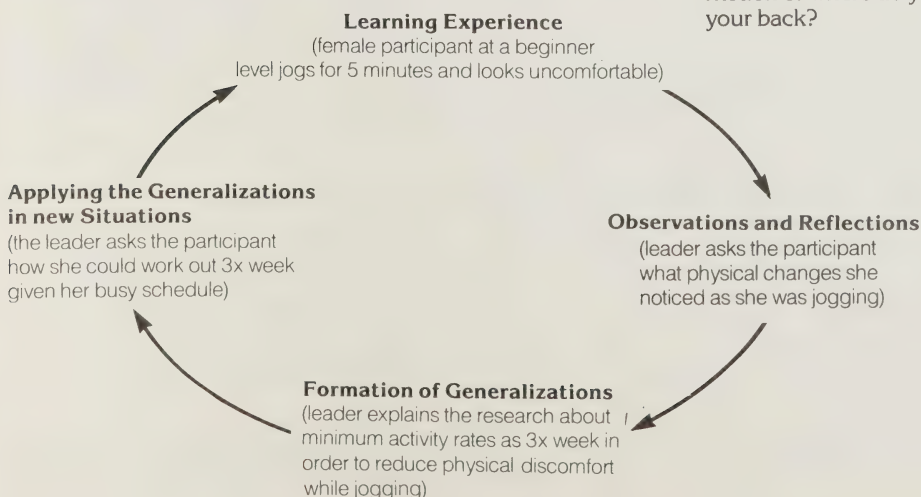 your back?
Learning Experience
(female participant at a beginner
level jogs for 5 minutes and looks uncomfortable)
Observations and Reflections
(leader asks the participant
what physical changes she
noticed as she was jogging)
Formation of Generalizations
(leader explains the research about
minimum activity rates as 3x week in
order to reduce physical discomfort
while jogging)
Applying the Generalizations
in new Situations
(the leader asks the participant
how she could work out 3x week
given her busy schedule)